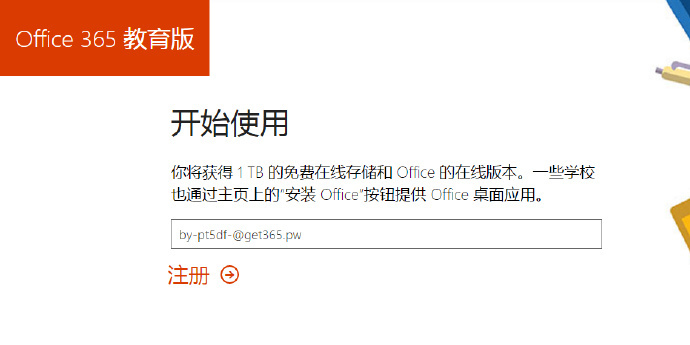 Office 365 教育版
开始使用
你将获得 1 TB 的免费在线存储和 Office 的在线版本。一些学校
也通过主页上的"安装 Office"按钮提供 Office 桌面应用。
by-pt5df-@get365.pw
注册